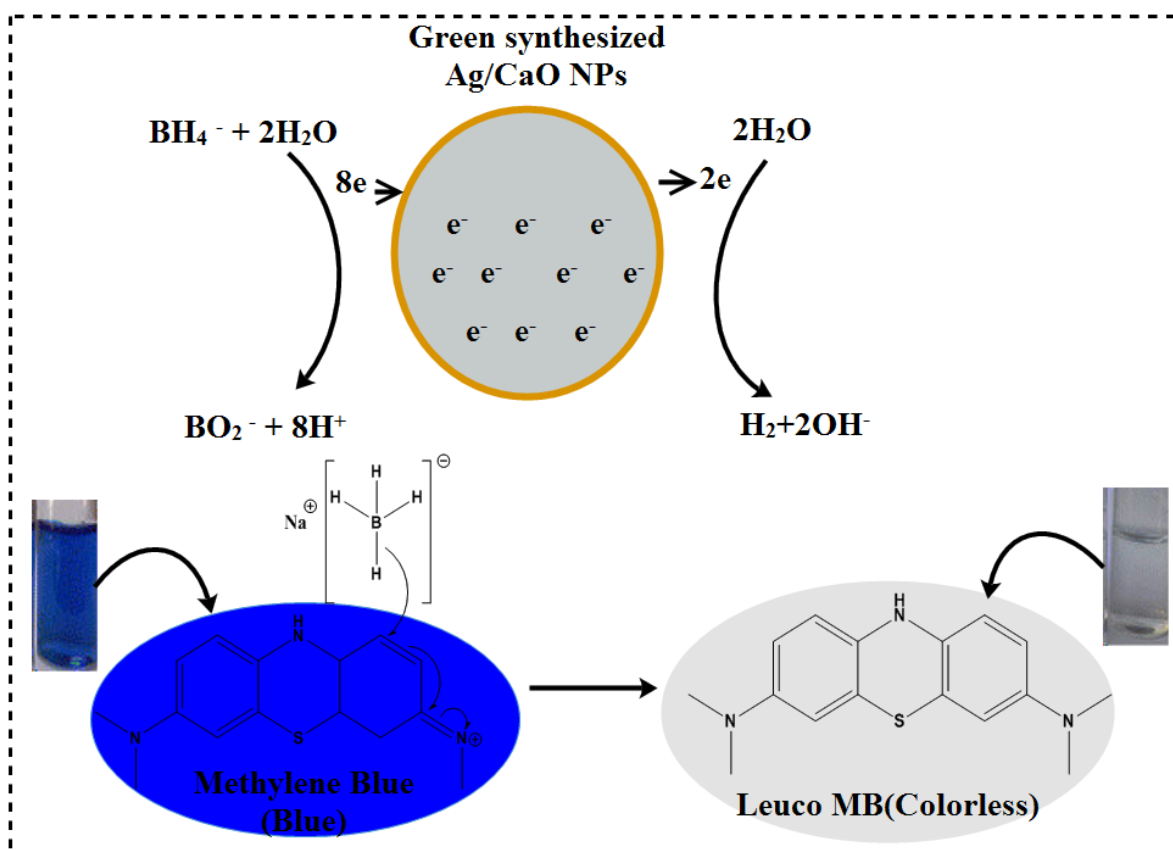 Green synthesized
Ag/CaO NPs
BH₄⁻ + 2H₂O
2H₂O
8e
2e
e⁻ e⁻ e⁻
e⁻ e⁻ e⁻ e⁻
e⁻ e⁻ e⁻
BO₂⁻ + 8H⁺
H₂+2OH⁻
H
H H
Na⊕ B ⊖
H
H
N
N S N⊕
Methylene Blue
(Blue)
H
N
N S N
Leuco MB(Colorless)